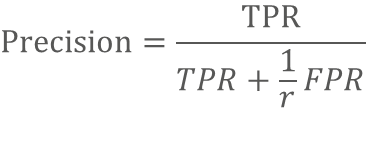 Precision = TPR / (TPR + 1/r FPR)